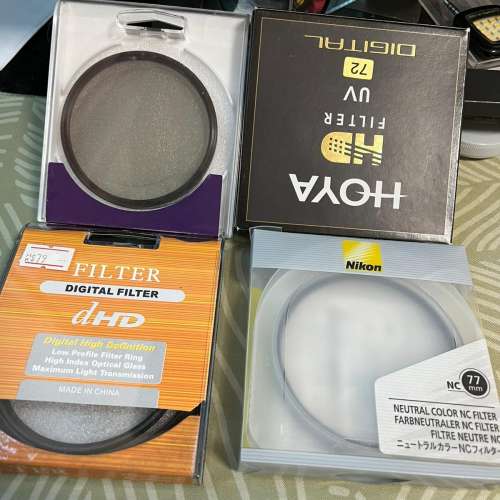 HOYA
HD
FILTER
UV
72
DIGITAL
FILTER
DIGITAL FILTER
dHD
Digital High Definition
Low Profile Filter Ring
High Index Optical Glass
Maximum Light Transmission
MADE IN CHINA
Nikon
NC 77 mm
NEUTRAL COLOR NC FILTER
FARBNEUTRALER NC FILTER
FILTRE NEUTRE NC
ニュートラルカラーNCフィルター